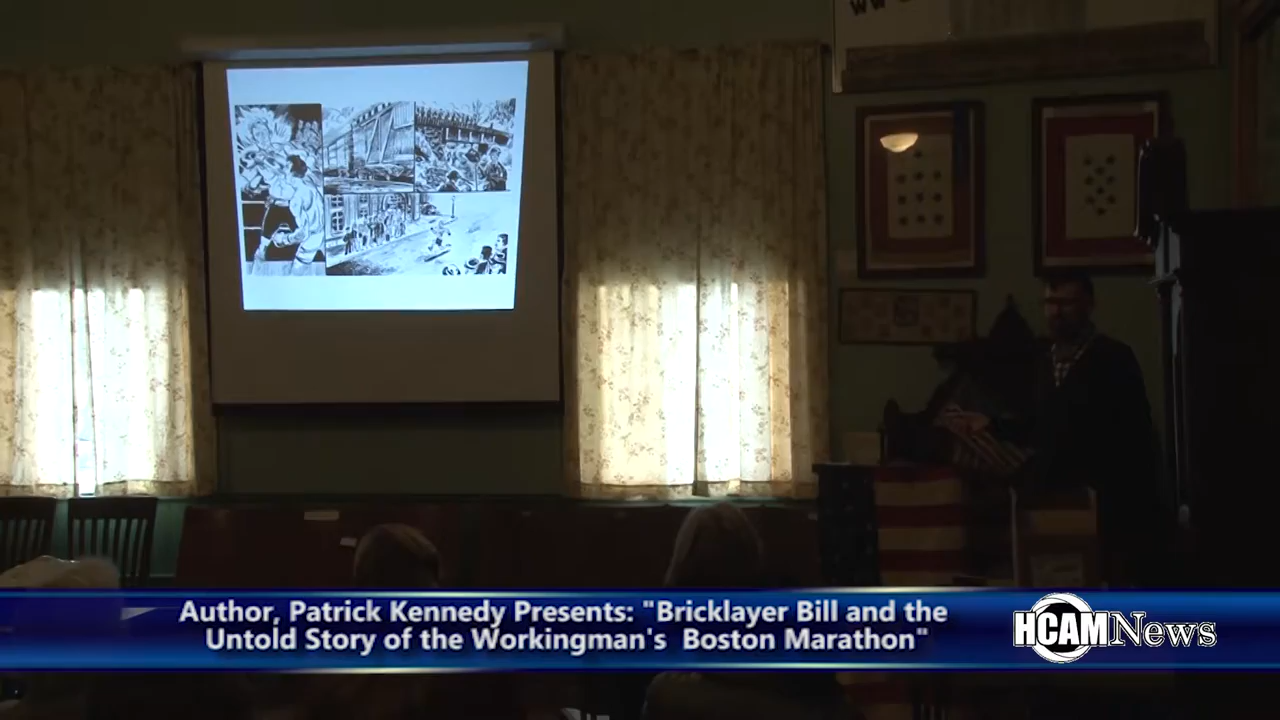 Author, Patrick Kennedy Presents: "Bricklayer Bill and the
Untold Story of the Workingman's Boston Marathon"
HCAMNews